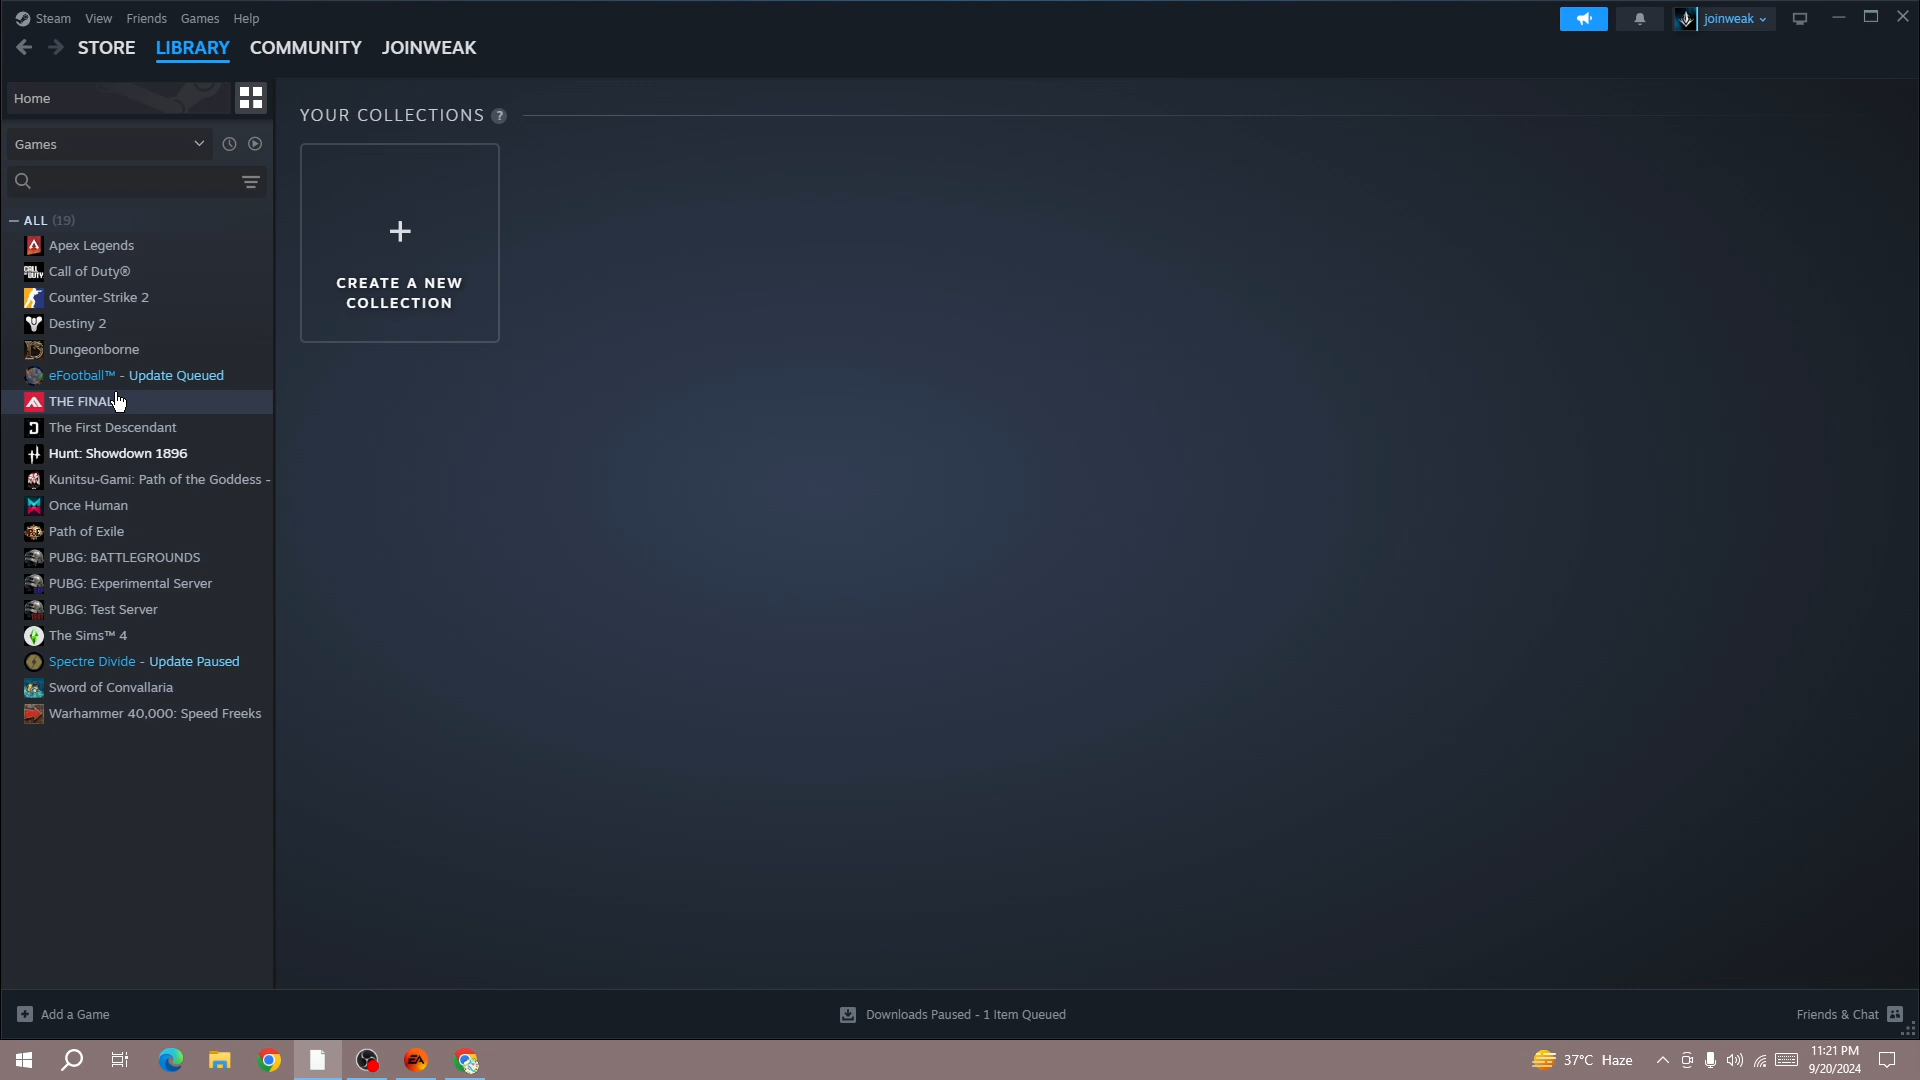 Steam View Friends Games Help
joinweak
STORE LIBRARY COMMUNITY JOINWEAK
Home
Games
YOUR COLLECTIONS ?
CREATE A NEW
COLLECTION
— ALL (19)
Apex Legends
Call of Duty®
Counter-Strike 2
Destiny 2
Dungeonborne
eFootball™ - Update Queued
THE FINAL
The First Descendant
Hunt: Showdown 1896
Kunitsu-Gami: Path of the Goddess -
Once Human
Path of Exile
PUBG: BATTLEGROUNDS
PUBG: Experimental Server
PUBG: Test Server
The Sims™ 4
Spectre Divide - Update Paused
Sword of Convallaria
Warhammer 40,000: Speed Freeks
Add a Game
Downloads Paused - 1 Item Queued
Friends & Chat
37°C Haze
11:21 PM
9/20/2024